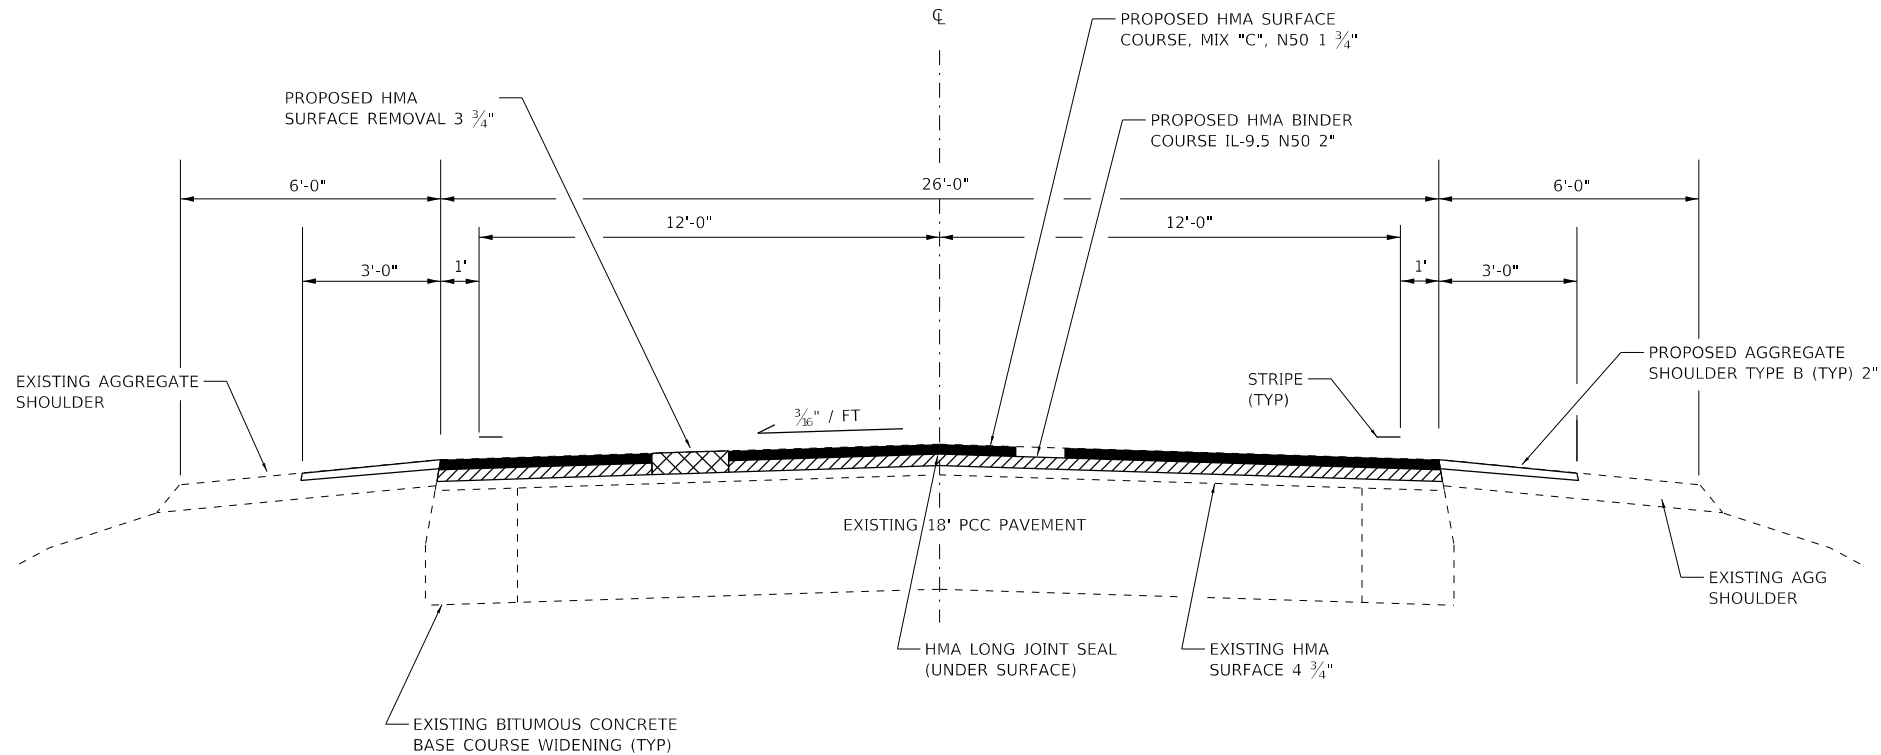 ℄
PROPOSED HMA SURFACE
COURSE, MIX "C", N50 1 3/4"
PROPOSED HMA
SURFACE REMOVAL 3 3/4"
PROPOSED HMA BINDER
COURSE IL-9.5 N50 2"
6'-0"
26'-0"
6'-0"
12'-0"
12'-0"
3'-0"
1'
1'
3'-0"
EXISTING AGGREGATE
SHOULDER
STRIPE
(TYP)
PROPOSED AGGREGATE
SHOULDER TYPE B (TYP) 2"
3/16" / FT
EXISTING 18' PCC PAVEMENT
EXISTING AGG
SHOULDER
HMA LONG JOINT SEAL
(UNDER SURFACE)
EXISTING HMA
SURFACE 4 3/4"
EXISTING BITUMOUS CONCRETE
BASE COURSE WIDENING (TYP)